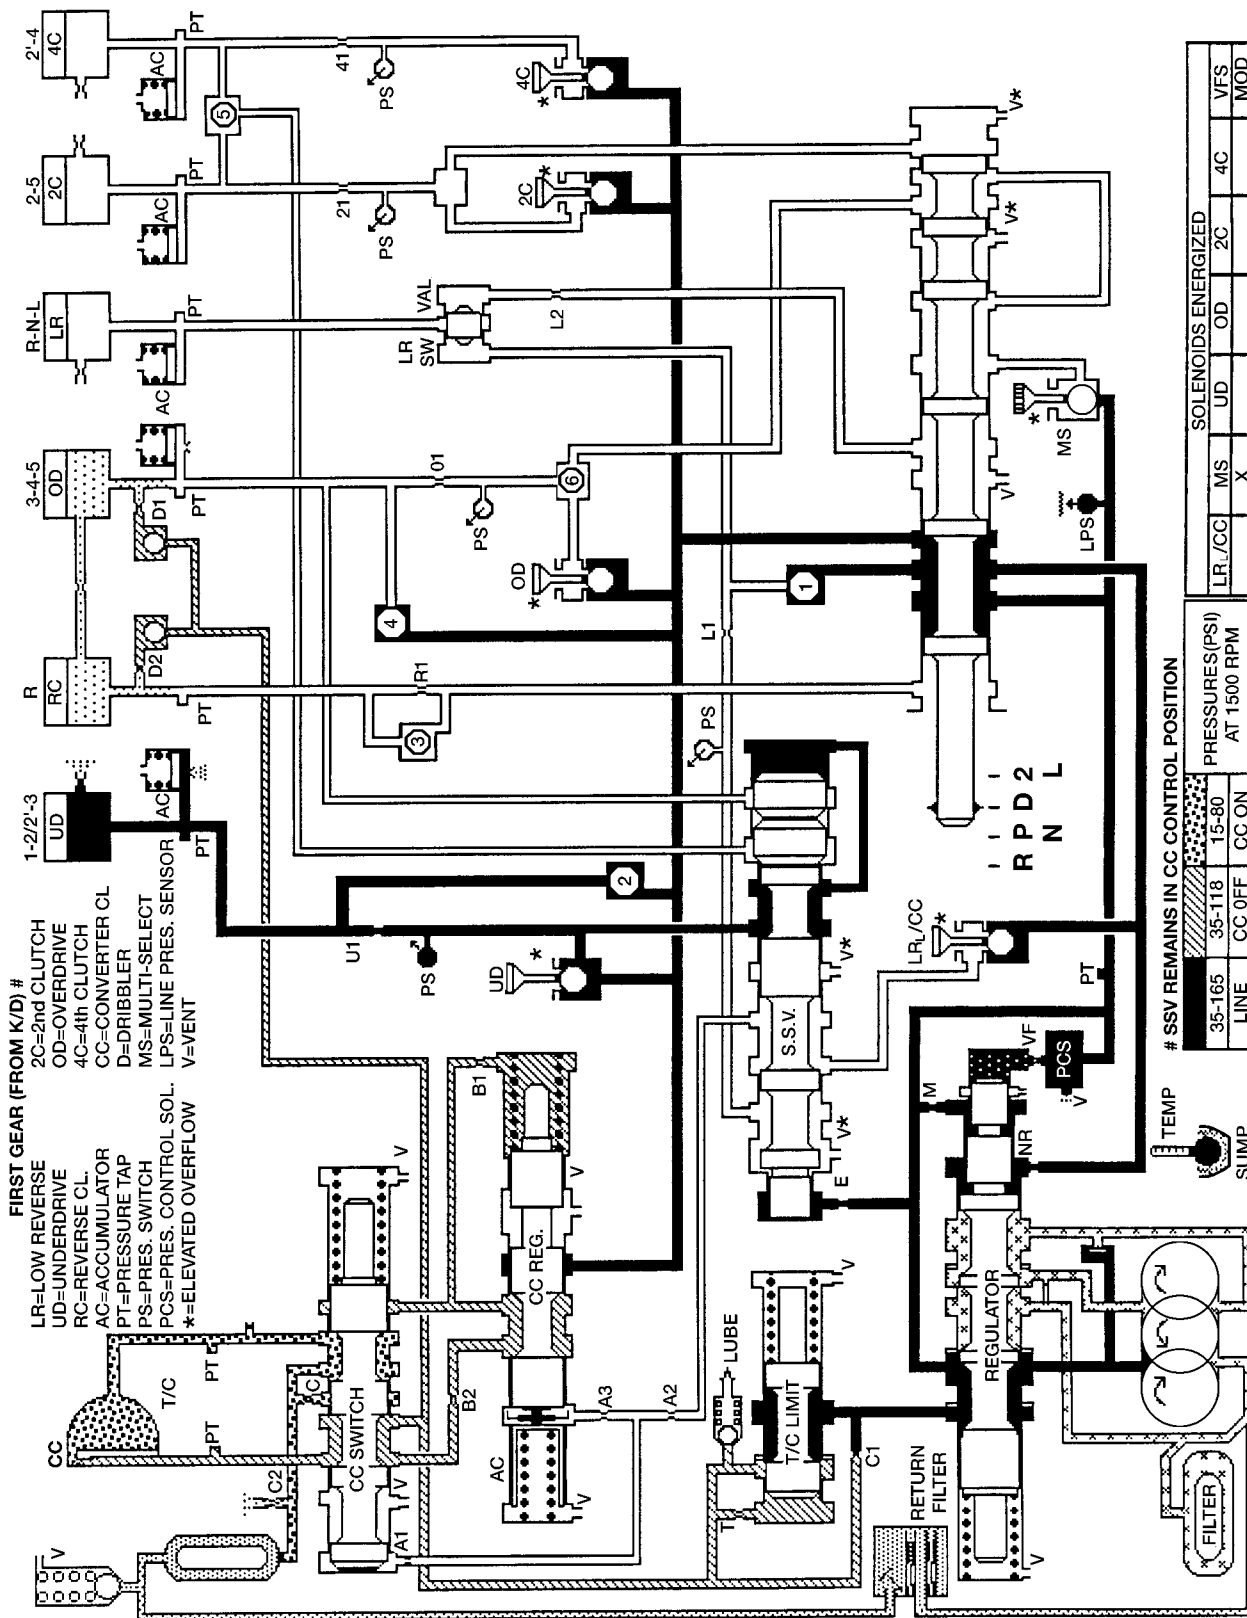 FIRST GEAR (FROM K/D) #
LR=LOW REVERSE
UD=UNDERDRIVE
RC=REVERSE CL.
AC=ACCUMULATOR
PT=PRESSURE TAP
PS=PRES. SWITCH
PCS=PRES. CONTROL SOL.
*=ELEVATED OVERFLOW
2C=2nd CLUTCH
OD=OVERDRIVE
4C=4th CLUTCH
CC=CONVERTER CL
D=DRIBBLER
MS=MULTI-SELECT
LPS=LINE PRES. SENSOR
V=VENT
1-2/2'-3
UD
R
RC
3-4-5
OD
R-N-L
LR
2-5
2C
2'-4
4C
AC
PT
AC
PT
D2
PT
D1
AC
PT
AC
PT
AC
PT
5
U1
PS
2
UD
*
3
R1
4
01
PS
6
OD
*
LR
SW
VAL
L2
21
PS
2C
*
41
PS
4C
*
CC
T/C
PT
PT
C
C2
V
CC SWITCH
V
V
A1
B1
B2
CC REG.
V
AC
V
A3
A2
PS
L1
1
S.S.V.
V*
V*
E
LRL/CC
*
R P D 2
N L
V
V*
V*
MS
*
LPS
LUBE
T
T/C LIMIT
V
C1
RETURN
FILTER
REGULATOR
V
NR
M
VF
PCS
V
PT
FILTER
TEMP
SUMP
# SSV REMAINS IN CC CONTROL POSITION
35-165
LINE
35-118
CC OFF
15-80
CC ON
PRESSURES(PSI)
AT 1500 RPM
SOLENOIDS ENERGIZED
LRL/CC MS UD OD 2C 4C VFS
X MOD